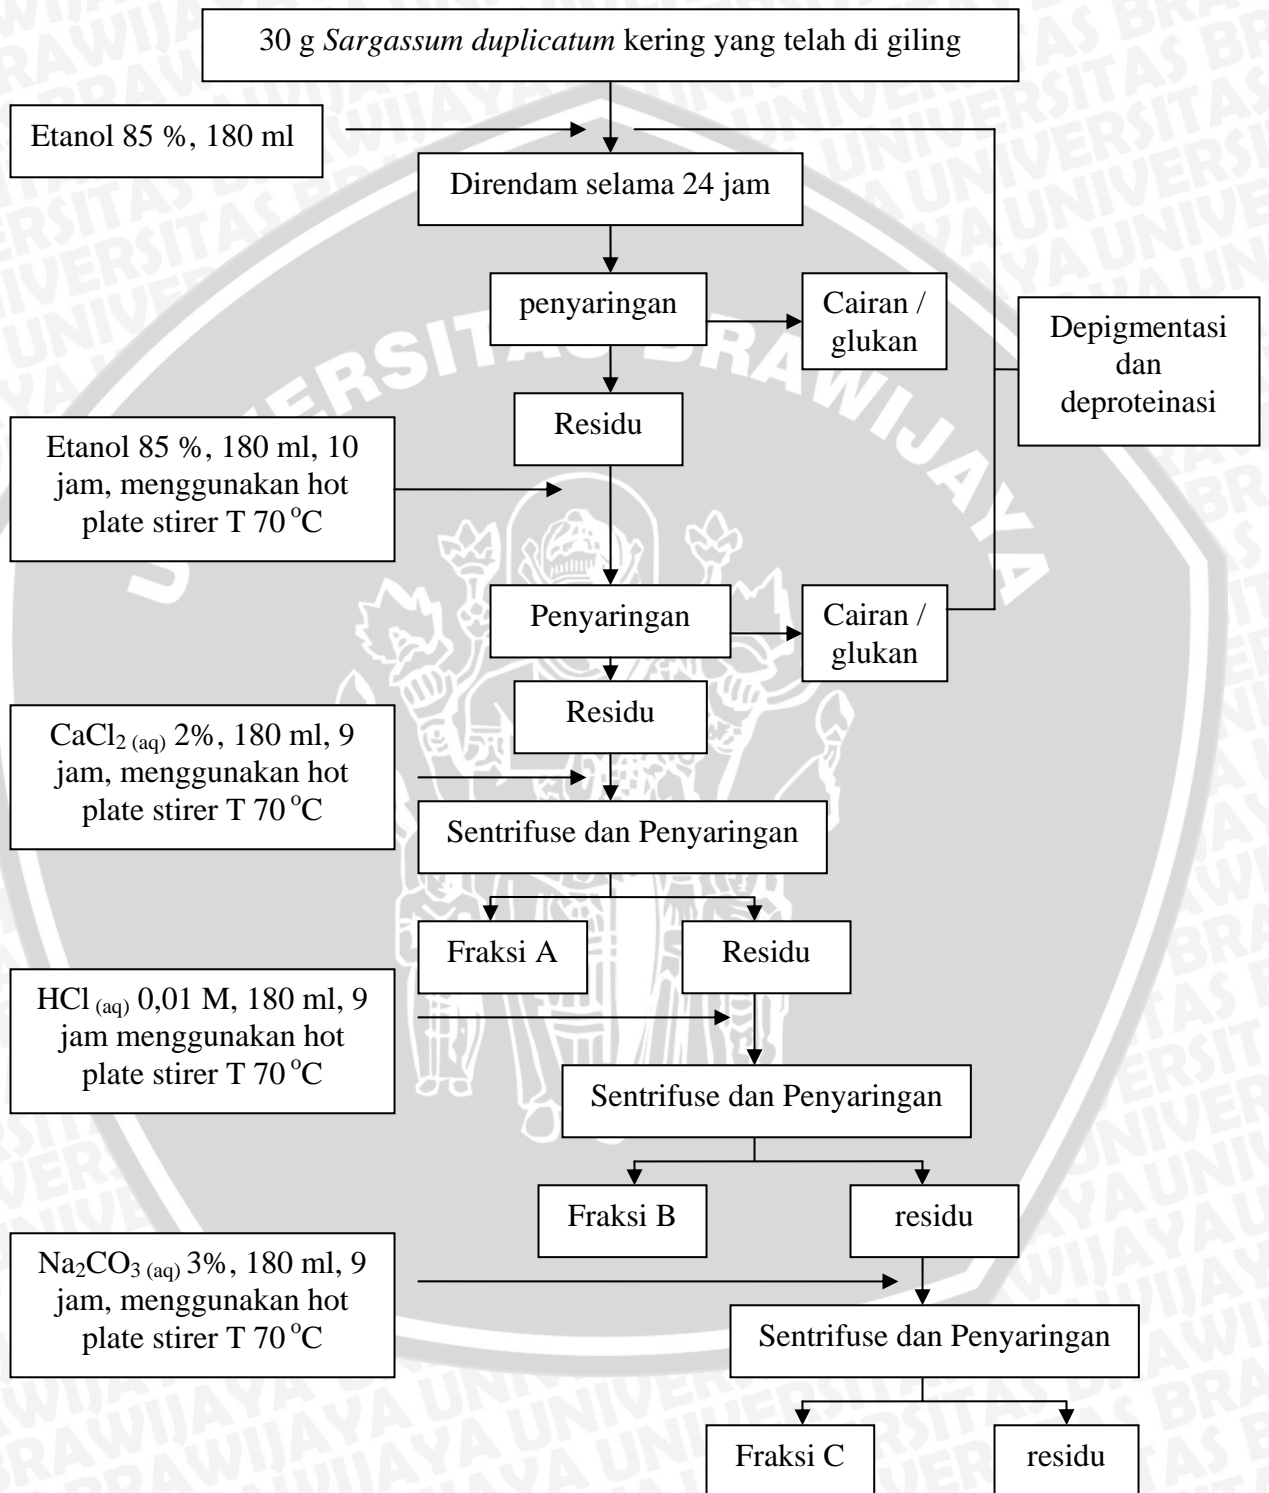 30 g Sargassum duplicatum kering yang telah di giling
Etanol 85 %, 180 ml
Direndam selama 24 jam
penyaringan
Cairan /
glukan
Depigmentasi
dan
deproteinasi
Residu
Etanol 85 %, 180 ml, 10
jam, menggunakan hot
plate stirer T 70 °C
Penyaringan
Cairan /
glukan
Residu
CaCl₂ (aq) 2%, 180 ml, 9
jam, menggunakan hot
plate stirer T 70 °C
Sentrifuse dan Penyaringan
Fraksi A
Residu
HCl (aq) 0,01 M, 180 ml, 9
jam menggunakan hot
plate stirer T 70 °C
Sentrifuse dan Penyaringan
Fraksi B
residu
Na₂CO₃ (aq) 3%, 180 ml, 9
jam, menggunakan hot
plate stirer T 70 °C
Sentrifuse dan Penyaringan
Fraksi C
residu
UNIVERSITAS BRAWIJAYA